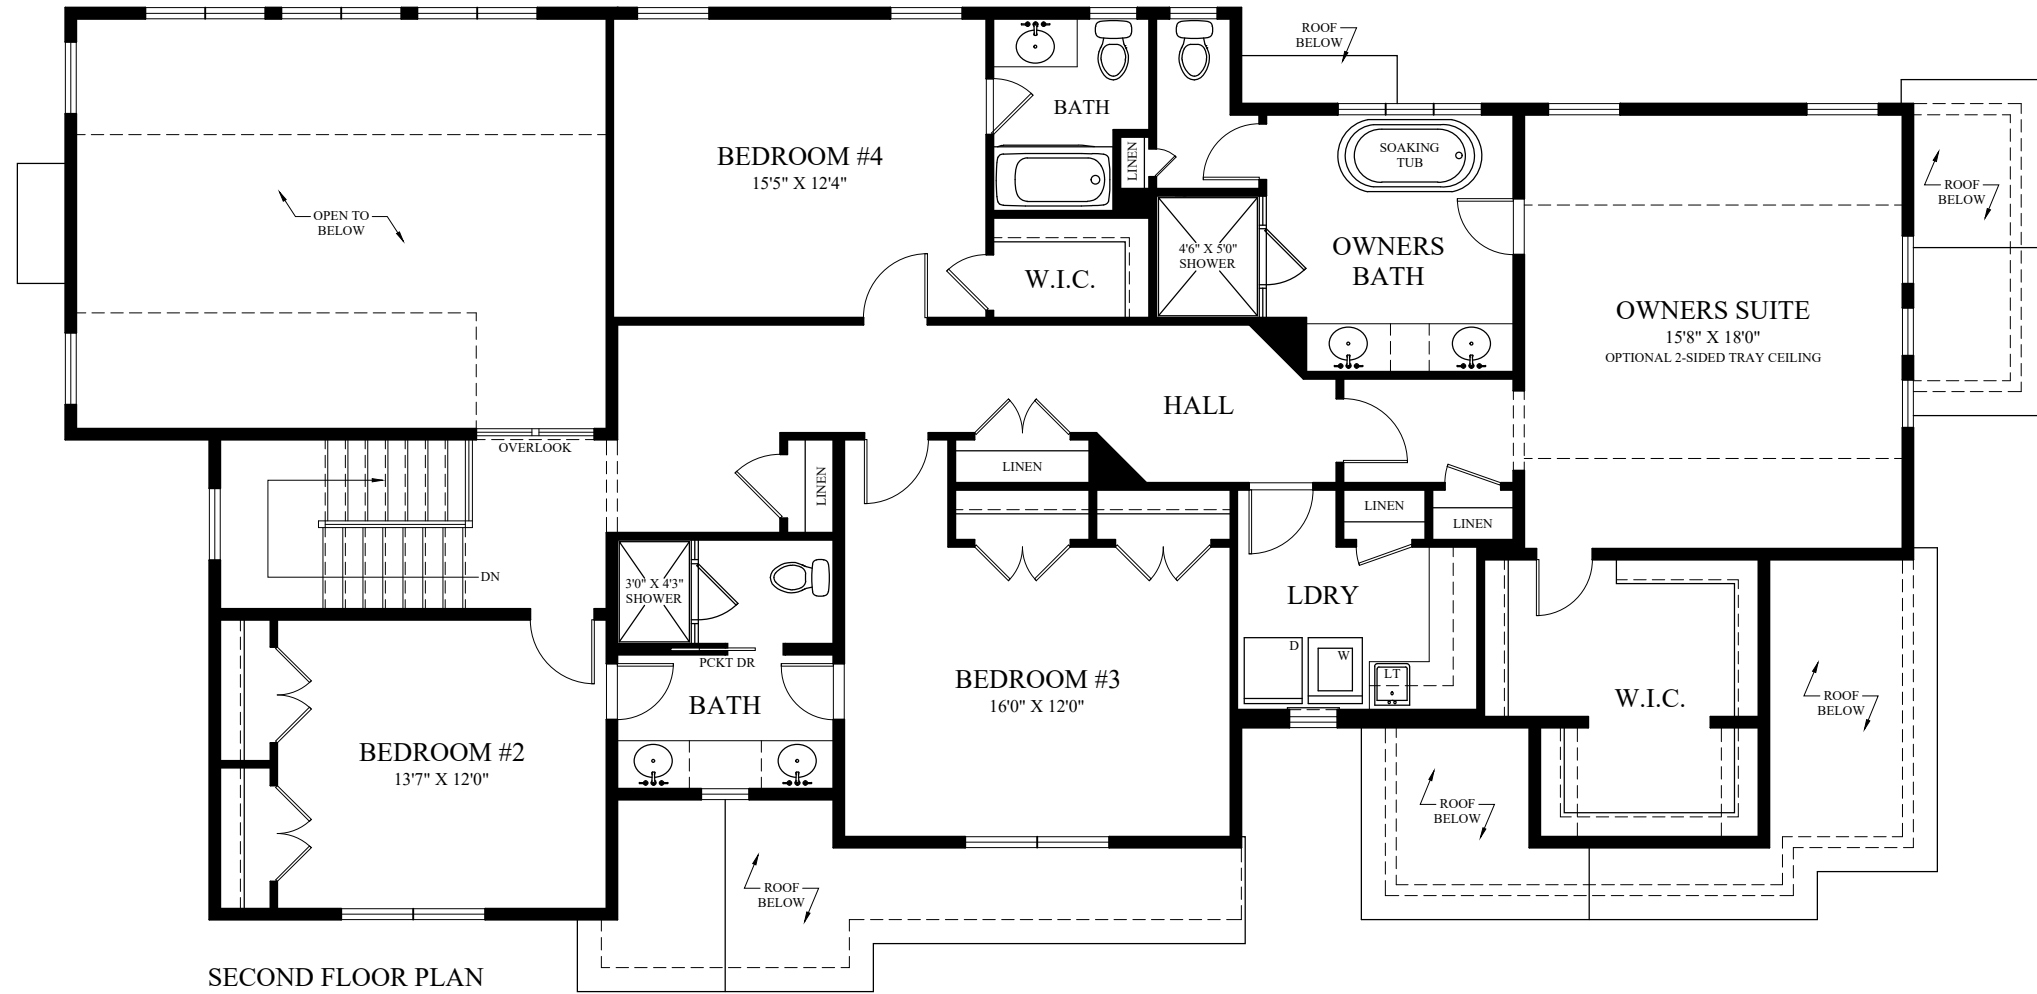 ROOF
BELOW
BATH
LINEN
BEDROOM #4
15'5" X 12'4"
SOAKING
TUB
ROOF
BELOW
OPEN TO
BELOW
4'6" X 5'0"
SHOWER
OWNERS
BATH
W.I.C.
OWNERS SUITE
15'8" X 18'0"
OPTIONAL 2-SIDED TRAY CEILING
HALL
OVERLOOK
LINEN
LINEN
LINEN
LINEN
DN
3'0" X 4'3"
SHOWER
LDRY
PCKT DR
D
W
LT
BEDROOM #3
16'0" X 12'0"
BATH
W.I.C.
ROOF
BELOW
BEDROOM #2
13'7" X 12'0"
ROOF
BELOW
ROOF
BELOW
SECOND FLOOR PLAN